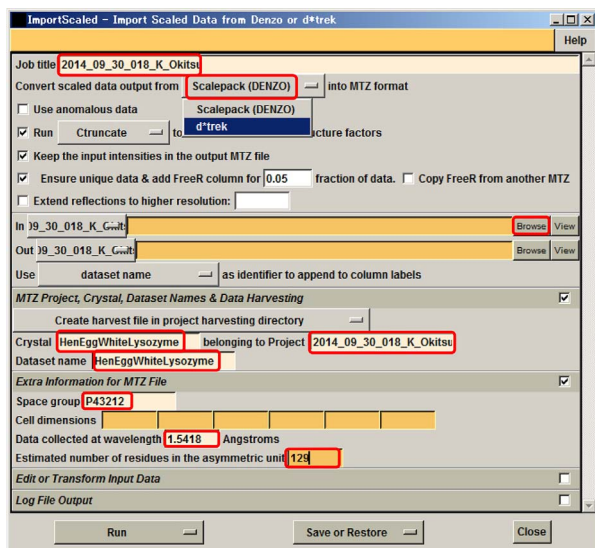 ImportScaled - Import Scaled Data from Denzo or d*trek
Help
Job title 2014_09_30_018_K_Okitsu
Convert scaled data output from Scalepack (DENZO) into MTZ format
Use anomalous data Scalepack (DENZO)
d*trek
Run Ctruncate to ucture factors
Keep the input intensities in the output MTZ file
Ensure unique data & add FreeR column for 0.05 fraction of data. Copy FreeR from another MTZ
Extend reflections to higher resolution:
In Browse View
Out Browse View
Use dataset name as identifier to append to column labels
MTZ Project, Crystal, Dataset Names & Data Harvesting
Create harvest file in project harvesting directory
Crystal HenEggWhiteLysozyme belonging to Project 2014_09_30_018_K_Okitsu
Dataset name HenEggWhiteLysozyme
Extra Information for MTZ File
Space group P43212
Cell dimensions
Data collected at wavelength 1.5418 Angstroms
Estimated number of residues in the asymmetric unit 129
Edit or Transform Input Data
Log File Output
Run Save or Restore Close